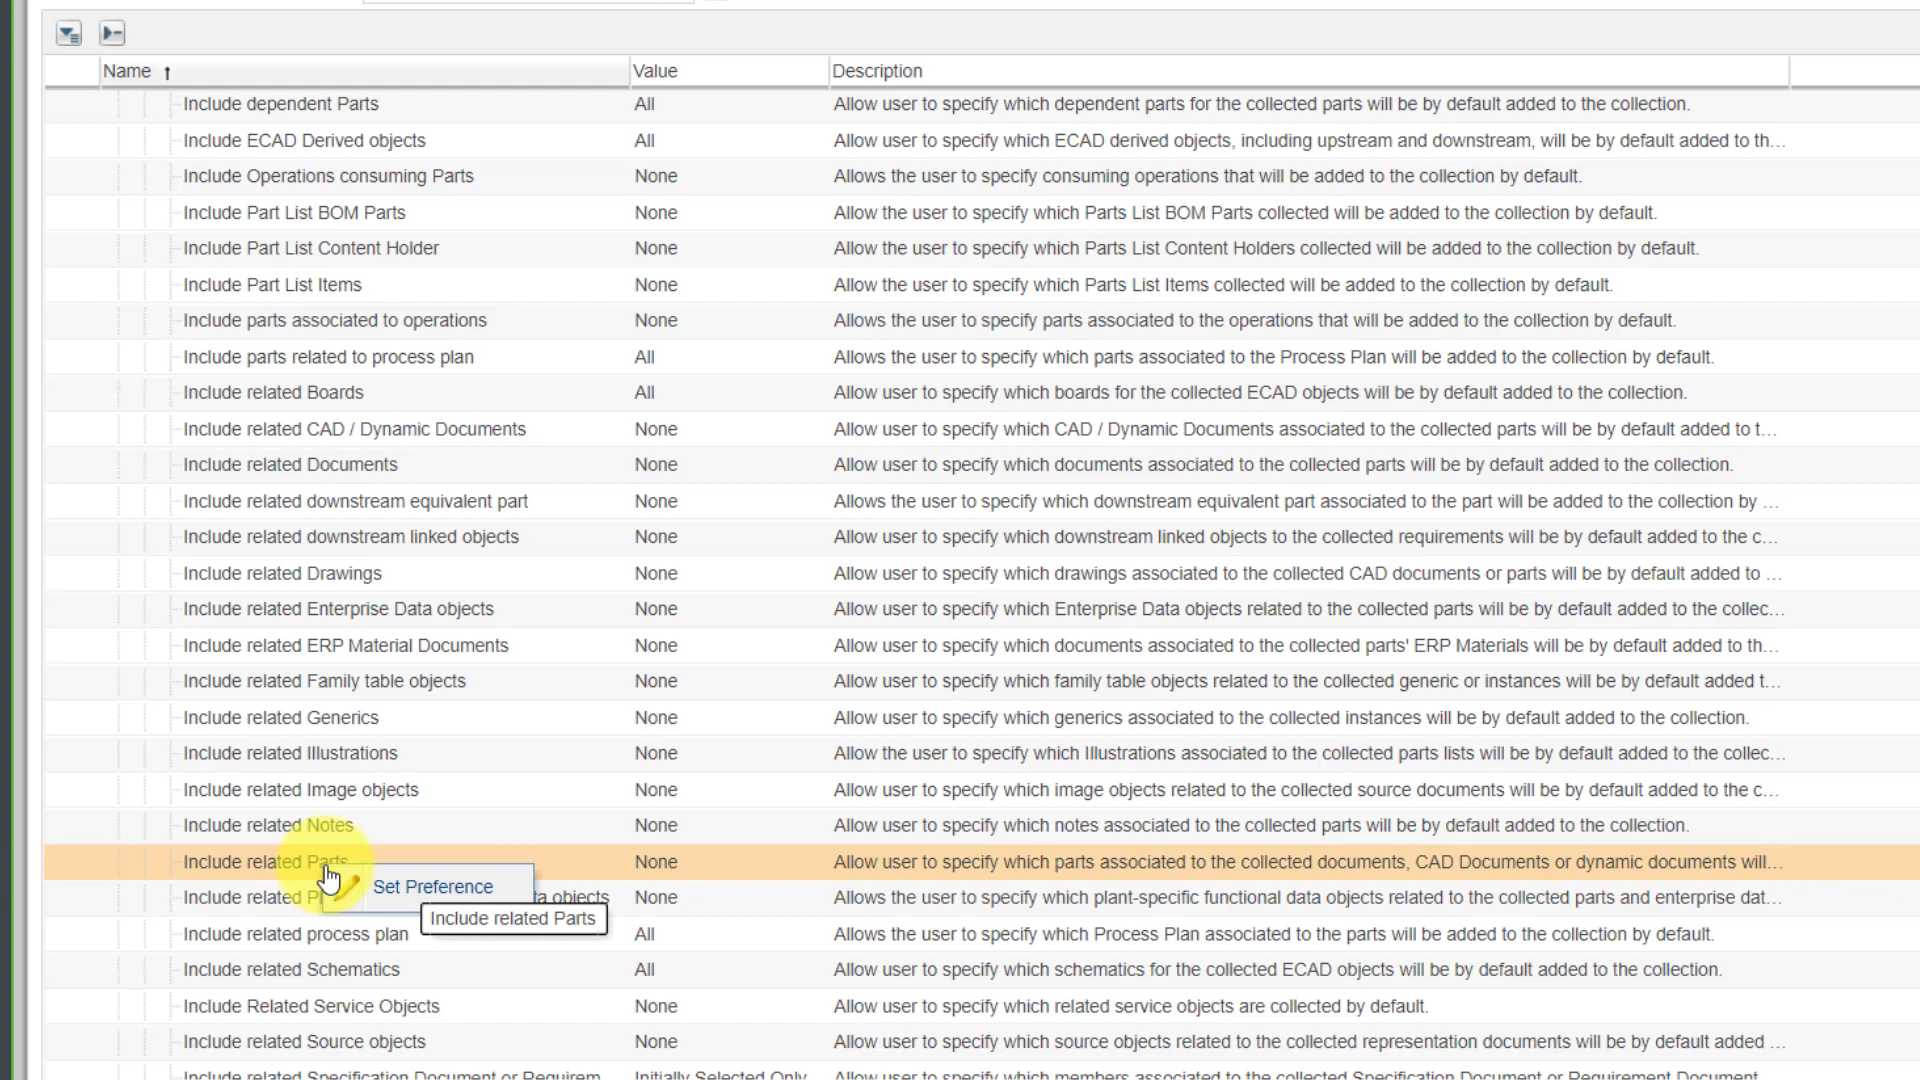 Name ↑ Value Description
Include dependent Parts All Allow user to specify which dependent parts for the collected parts will be by default added to the collection.
Include ECAD Derived objects All Allow user to specify which ECAD derived objects, including upstream and downstream, will be by default added to th...
Include Operations consuming Parts None Allows the user to specify consuming operations that will be added to the collection by default.
Include Part List BOM Parts None Allow the user to specify which Parts List BOM Parts collected will be added to the collection by default.
Include Part List Content Holder None Allow the user to specify which Parts List Content Holders collected will be added to the collection by default.
Include Part List Items None Allow the user to specify which Parts List Items collected will be added to the collection by default.
Include parts associated to operations None Allows the user to specify parts associated to the operations that will be added to the collection by default.
Include parts related to process plan All Allows the user to specify which parts associated to the Process Plan will be added to the collection by default.
Include related Boards All Allow user to specify which boards for the collected ECAD objects will be by default added to the collection.
Include related CAD / Dynamic Documents None Allow user to specify which CAD / Dynamic Documents associated to the collected parts will be by default added to t...
Include related Documents None Allow user to specify which documents associated to the collected parts will be by default added to the collection.
Include related downstream equivalent part None Allows the user to specify which downstream equivalent part associated to the part will be added to the collection by ...
Include related downstream linked objects None Allow user to specify which downstream linked objects to the collected requirements will be by default added to the c...
Include related Drawings None Allow user to specify which drawings associated to the collected CAD documents or parts will be by default added to ...
Include related Enterprise Data objects None Allow user to specify which Enterprise Data objects related to the collected parts will be by default added to the collec...
Include related ERP Material Documents None Allow user to specify which documents associated to the collected parts' ERP Materials will be by default added to th...
Include related Family table objects None Allow user to specify which family table objects related to the collected generic or instances will be by default added t...
Include related Generics None Allow user to specify which generics associated to the collected instances will be by default added to the collection.
Include related Illustrations None Allow the user to specify which Illustrations associated to the collected parts lists will be by default added to the collec...
Include related Image objects None Allow user to specify which image objects related to the collected source documents will be by default added to the c...
Include related Notes None Allow user to specify which notes associated to the collected parts will be by default added to the collection.
Include related Parts None Allow user to specify which parts associated to the collected documents, CAD Documents or dynamic documents will...
Set Preference
Include related Pl ta objects None Allows the user to specify which plant-specific functional data objects related to the collected parts and enterprise dat...
Include related Parts
Include related process plan All Allows the user to specify which Process Plan associated to the parts will be added to the collection by default.
Include related Schematics All Allow user to specify which schematics for the collected ECAD objects will be by default added to the collection.
Include Related Service Objects None Allow user to specify which related service objects are collected by default.
Include related Source objects None Allow user to specify which source objects related to the collected representation documents will be by default added ...
Include related Specification Document or Requirem Initially Selected Only Allow user to specify which members associated to the collected Specification Document or Requirement Document